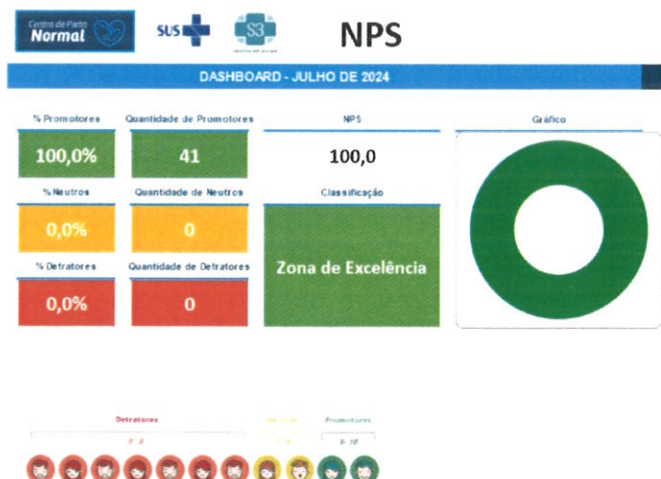 Centro de Parto
Normal
SUS
S3
NPS
DASHBOARD - JULHO DE 2024
% Promotores
Quantidade de Promotores
NPS
Gráfico
100,0%
41
100,0
% Neutros
Quantidade de Neutros
Classificação
0,0%
0
Zona de Excelência
% Detratores
Quantidade de Detratores
0,0%
0
Detratores
Promotores
9- 10